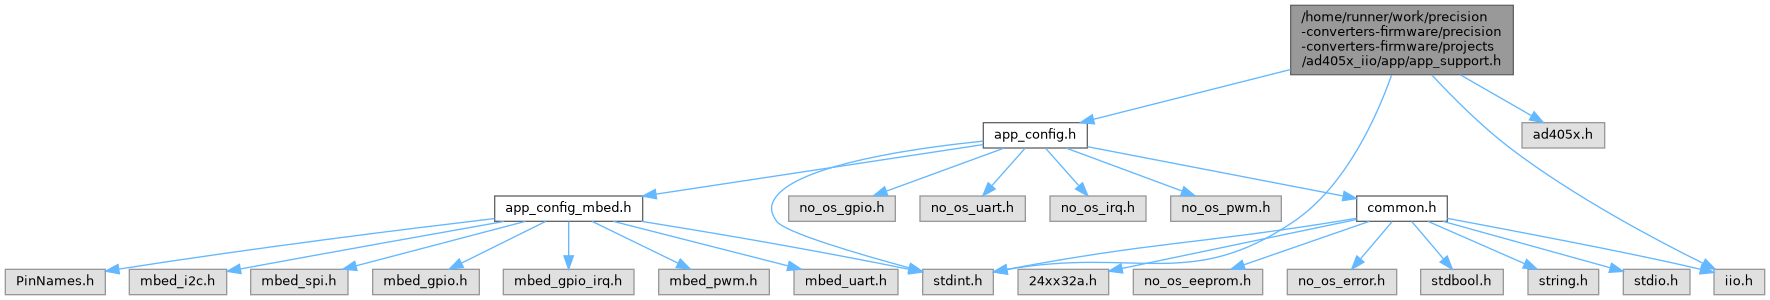 /home/runner/work/precision
-converters-firmware/precision
-converters-firmware/projects
/ad405x_iio/app/app_support.h
app_config.h
ad405x.h
app_config_mbed.h
no_os_gpio.h
no_os_uart.h
no_os_irq.h
no_os_pwm.h
common.h
PinNames.h
mbed_i2c.h
mbed_spi.h
mbed_gpio.h
mbed_gpio_irq.h
mbed_pwm.h
mbed_uart.h
stdint.h
24xx32a.h
no_os_eeprom.h
no_os_error.h
stdbool.h
string.h
stdio.h
iio.h